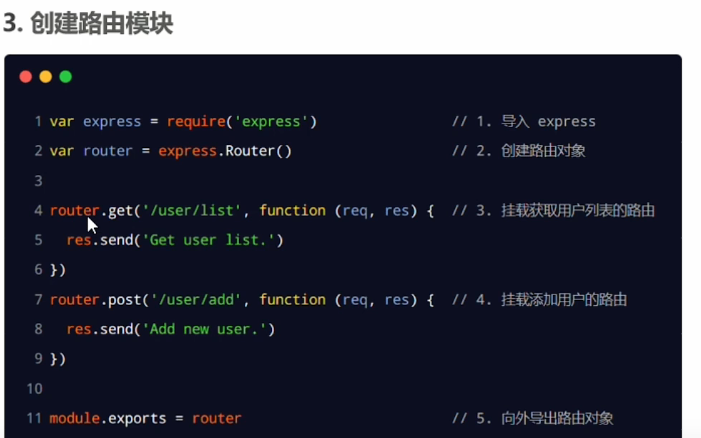 3. 创建路由模块
1 var express = require('express') // 1. 导入 express
2 var router = express.Router() // 2. 创建路由对象
3
4 router.get('/user/list', function (req, res) { // 3. 挂载获取用户列表的路由
5 res.send('Get user list.')
6 })
7 router.post('/user/add', function (req, res) { // 4. 挂载添加用户的路由
8 res.send('Add new user.')
9 })
10
11 module.exports = router // 5. 向外导出路由对象